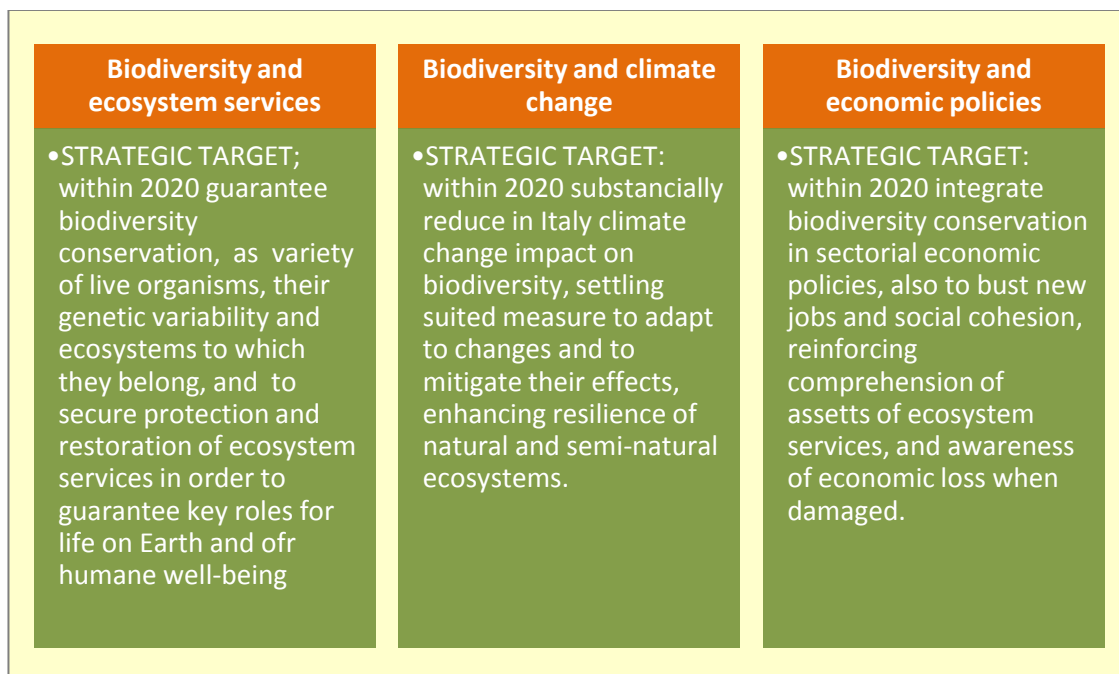 Biodiversity and
ecosystem services
•STRATEGIC TARGET;
within 2020 guarantee
biodiversity
conservation, as variety
of live organisms, their
genetic variability and
ecosystems to which
they belong, and to
secure protection and
restoration of ecosystem
services in order to
guarantee key roles for
life on Earth and ofr
humane well-being
Biodiversity and climate
change
•STRATEGIC TARGET:
within 2020 substancially
reduce in Italy climate
change impact on
biodiversity, settling
suited measure to adapt
to changes and to
mitigate their effects,
enhancing resilience of
natural and semi-natural
ecosystems.
Biodiversity and
economic policies
•STRATEGIC TARGET:
within 2020 integrate
biodiversity conservation
in sectorial economic
policies, also to bust new
jobs and social cohesion,
reinforcing
comprehension of
assetts of ecosystem
services, and awareness
of economic loss when
damaged.